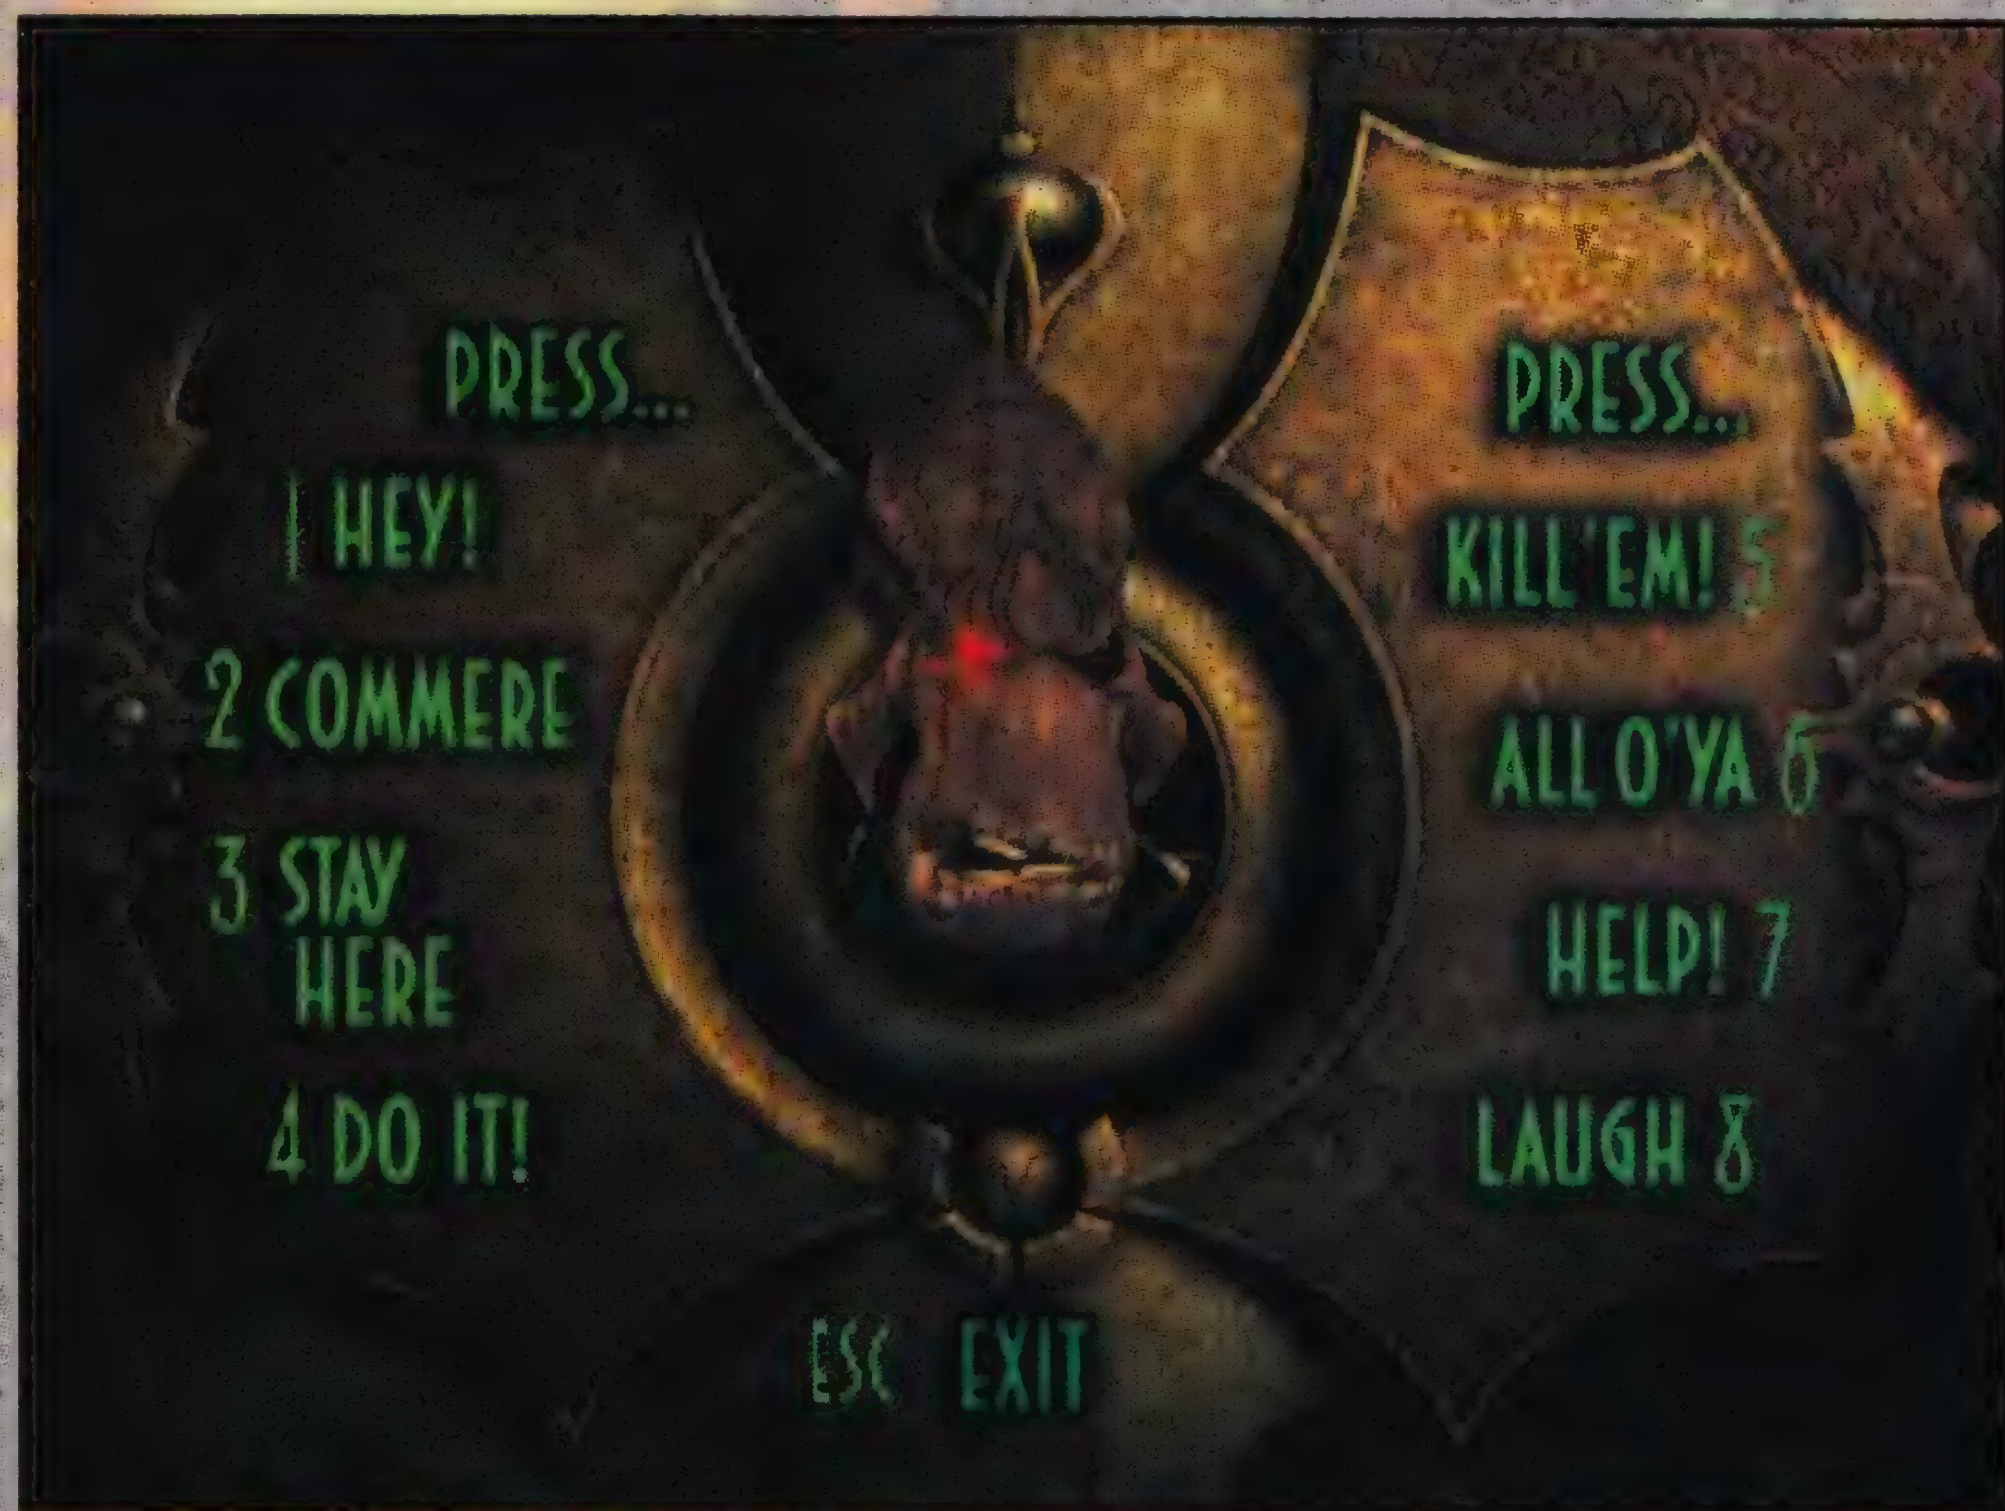 PRESS...
1 HEY!
2 COMMERE
3 STAY
HERE
4 DO IT!
PRESS...
KILL 'EM! 5
ALL O'YA 6
HELP! 7
LAUGH 8
ESC EXIT